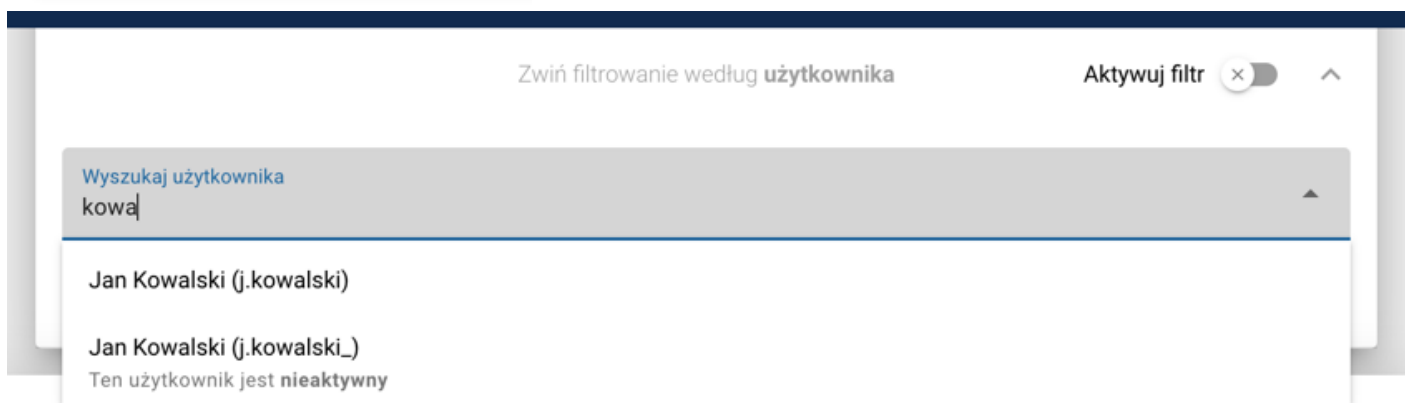 Zwiń filtrowanie według użytkownika
Aktywuj filtr
Wyszukaj użytkownika
kowa
Jan Kowalski (j.kowalski)
Jan Kowalski (j.kowalski_)
Ten użytkownik jest nieaktywny